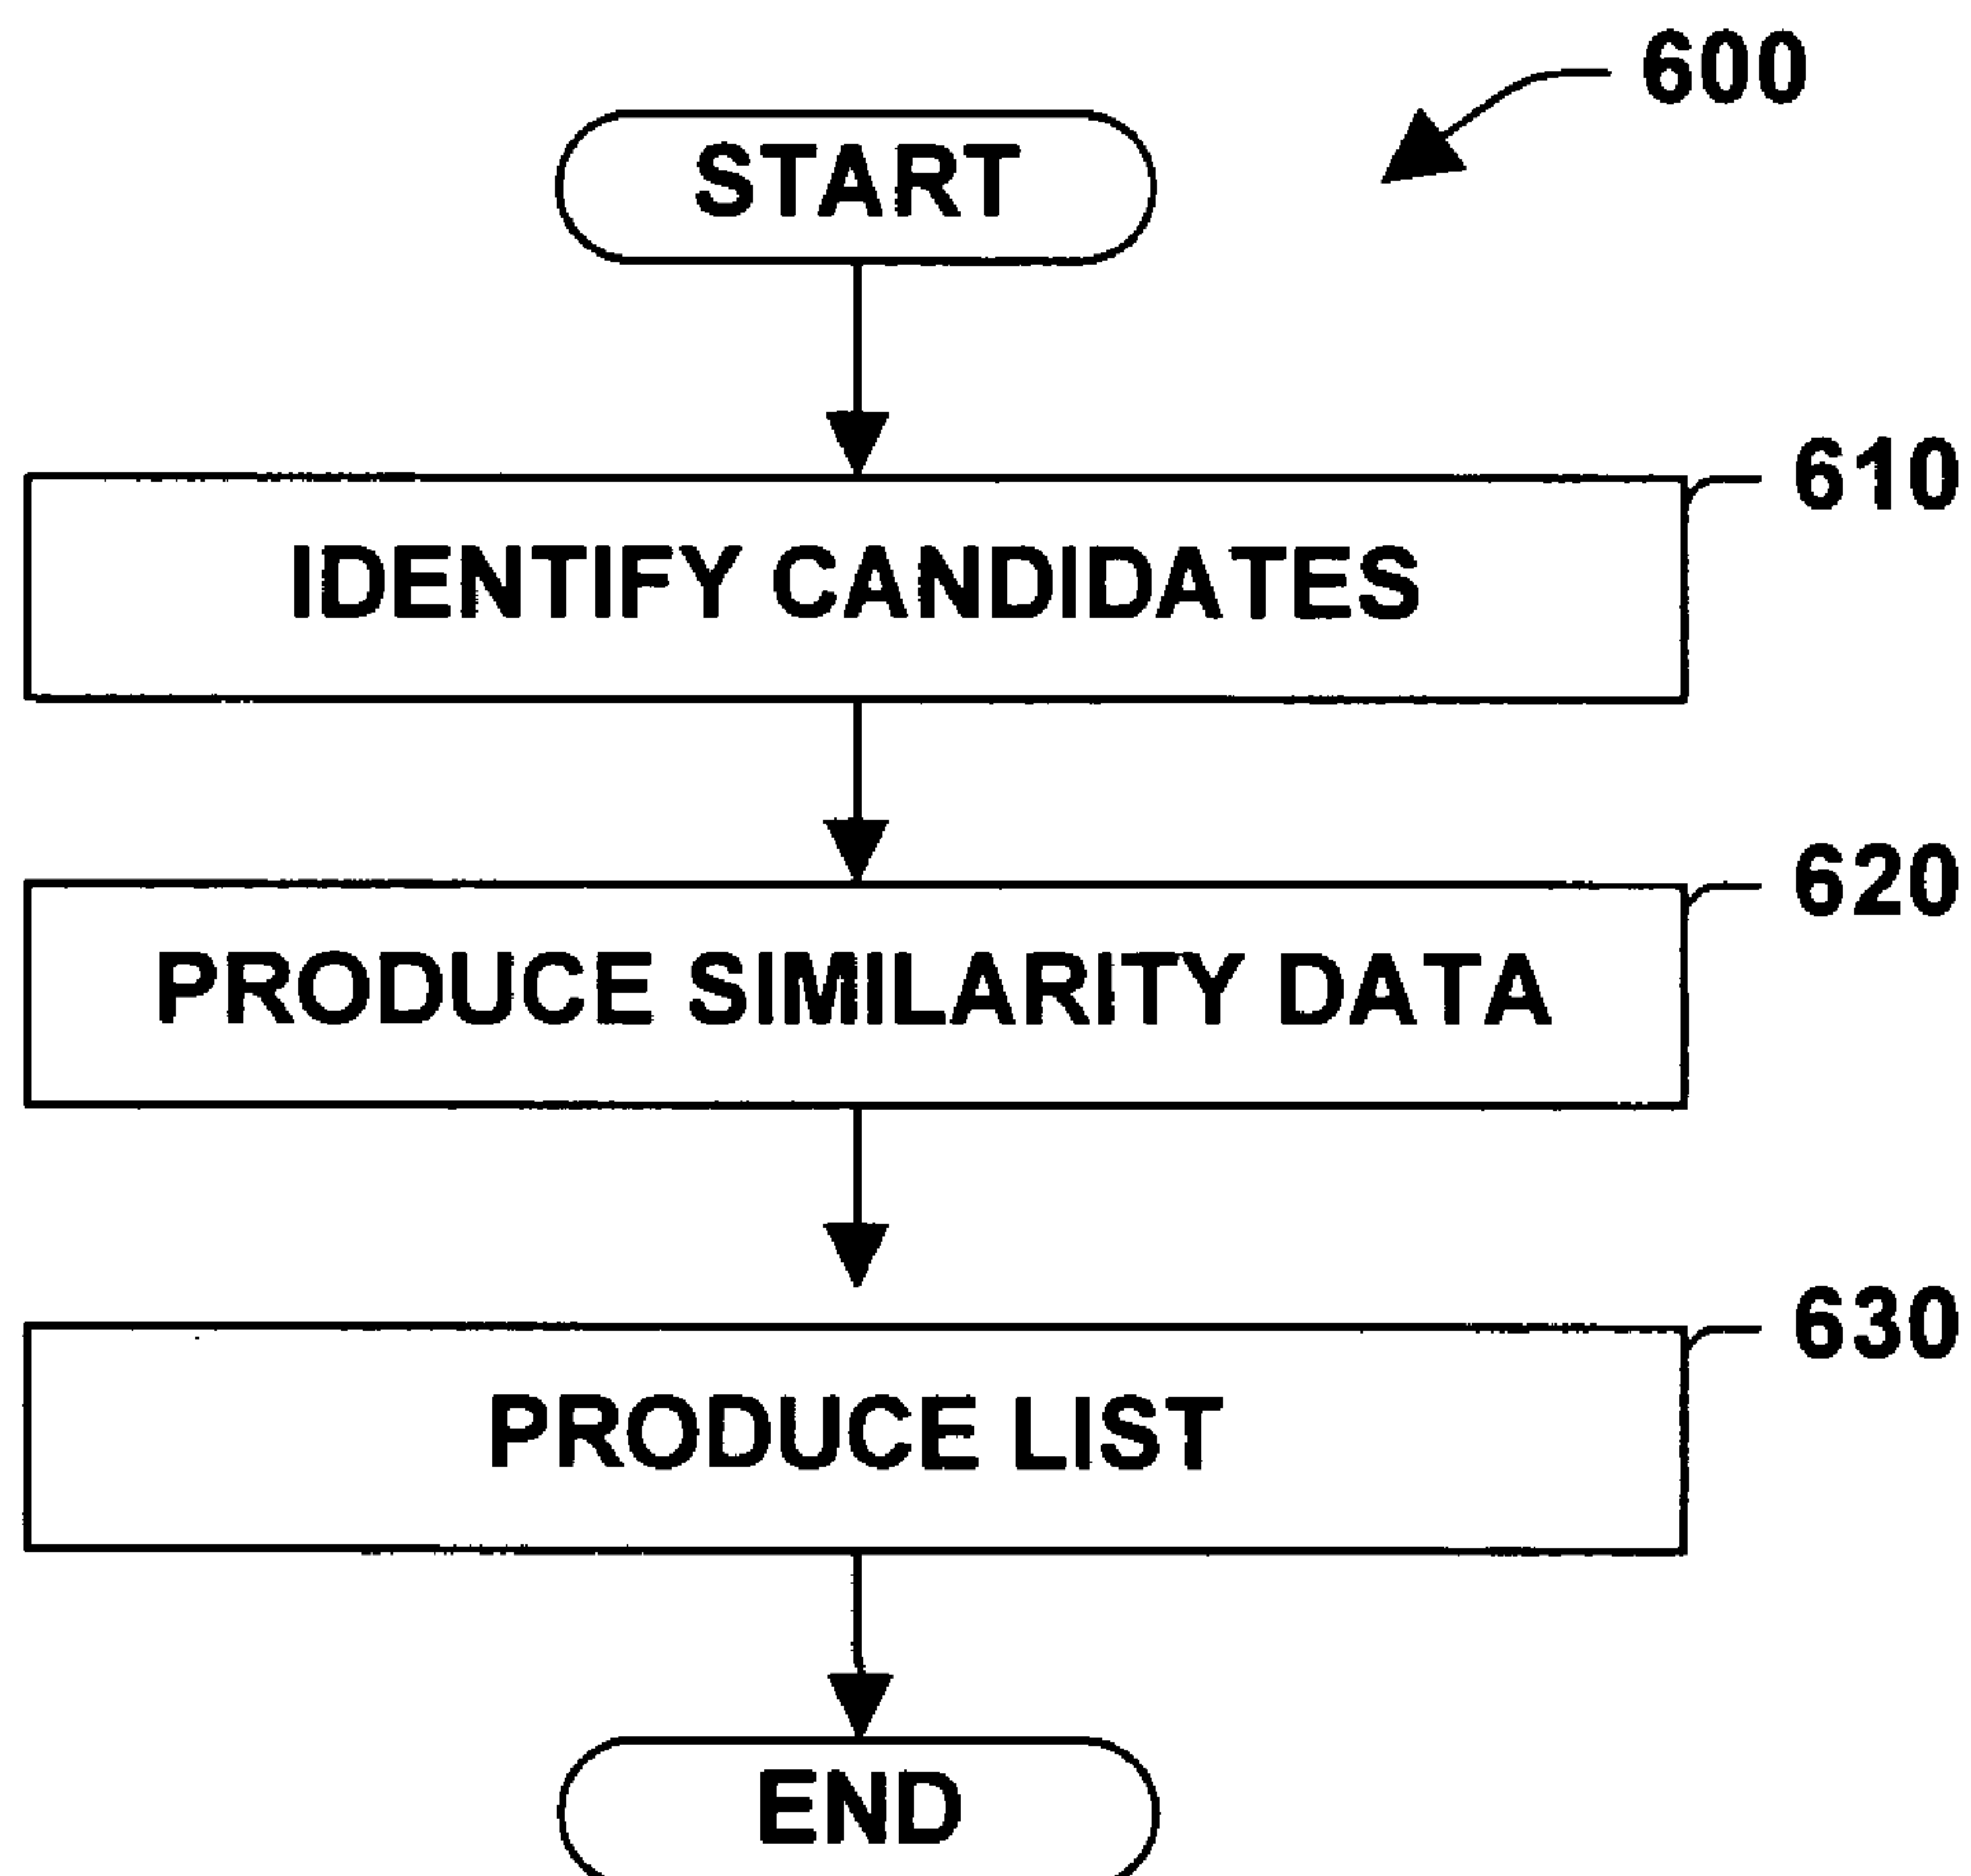 600
START
610
IDENTIFY CANDIDATES
620
PRODUCE SIMILARITY DATA
630
PRODUCE LIST
END